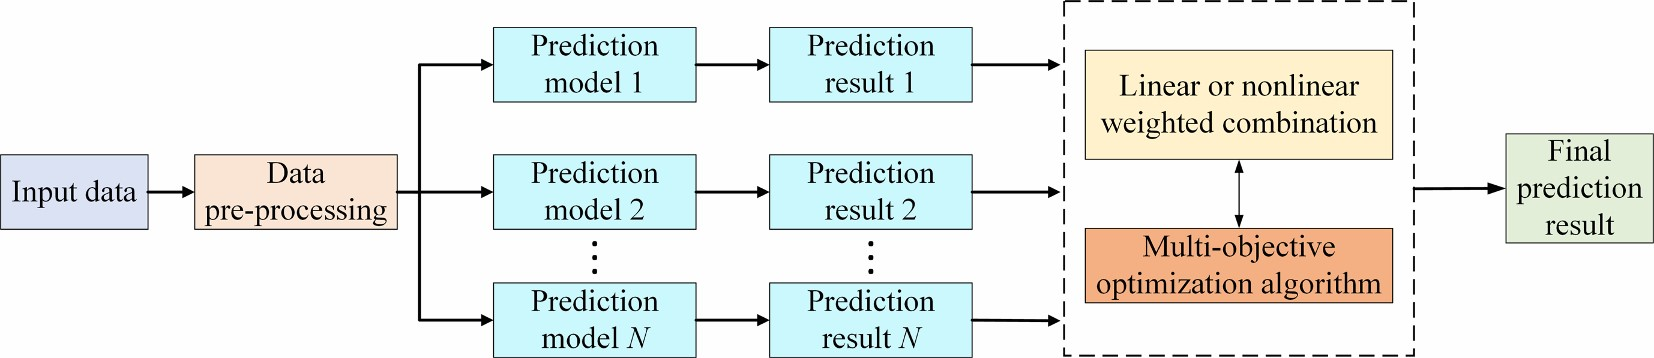 Input data
Data
pre-processing
Prediction
model 1
Prediction
result 1
Prediction
model 2
Prediction
result 2
Prediction
model N
Prediction
result N
Linear or nonlinear
weighted combination
Multi-objective
optimization algorithm
Final
prediction
result